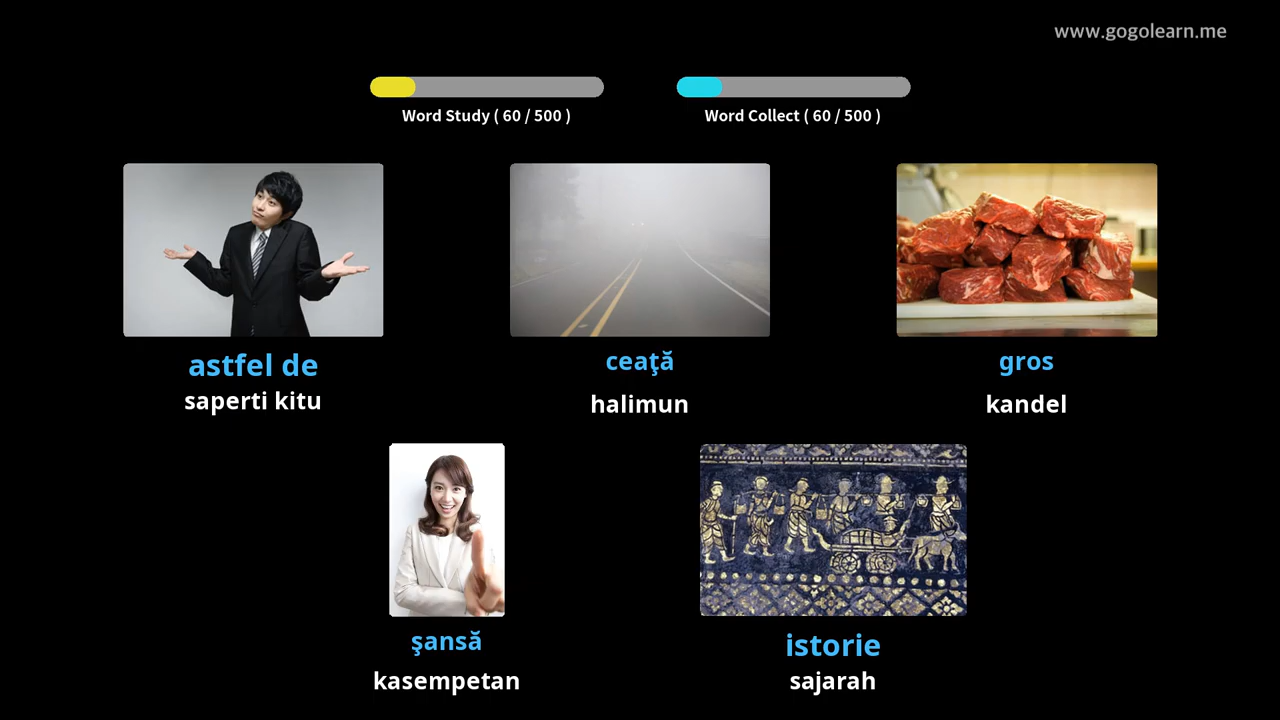 www.gogolearn.me
Word Study ( 60 / 500 )
Word Collect ( 60 / 500 )
astfel de
saperti kitu
ceaţă
halimun
gros
kandel
şansă
kasempetan
istorie
sajarah